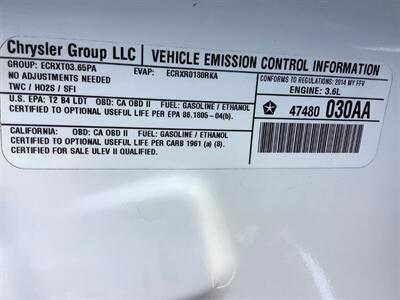 Chrysler Group LLC VEHICLE EMISSION CONTROL INFORMATION
GROUP: ECRXT03.65PA EVAP: ECRXR0180RKA CONFORMS TO REGULATIONS: 2014 MY FFV
NO ADJUSTMENTS NEEDED ENGINE: 3.6L
TWC / HO2S / SFI
U.S. EPA: T2 B4 LDT OBD: CA OBD II FUEL: GASOLINE / ETHANOL
CERTIFIED TO OPTIONAL USEFUL LIFE PER EPA 86.1805-04(b).
47480 030AA
CALIFORNIA: OBD: CA OBD II FUEL: GASOLINE / ETHANOL
CERTIFIED TO OPTIONAL USEFUL LIFE PER CARB 1961 (a) (8).
CERTIFIED FOR SALE ULEV II QUALIFIED.